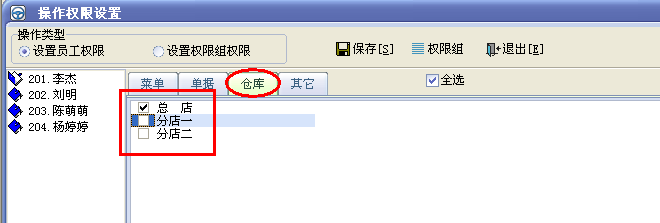 操作权限设置
操作类型
设置员工权限 设置权限组权限 保存[S] 权限组 退出[E]
201.李杰
202.刘明
203.陈萌萌
204.杨婷婷
菜单 单据 仓库 其它 全选
总 店
分店一
分店二